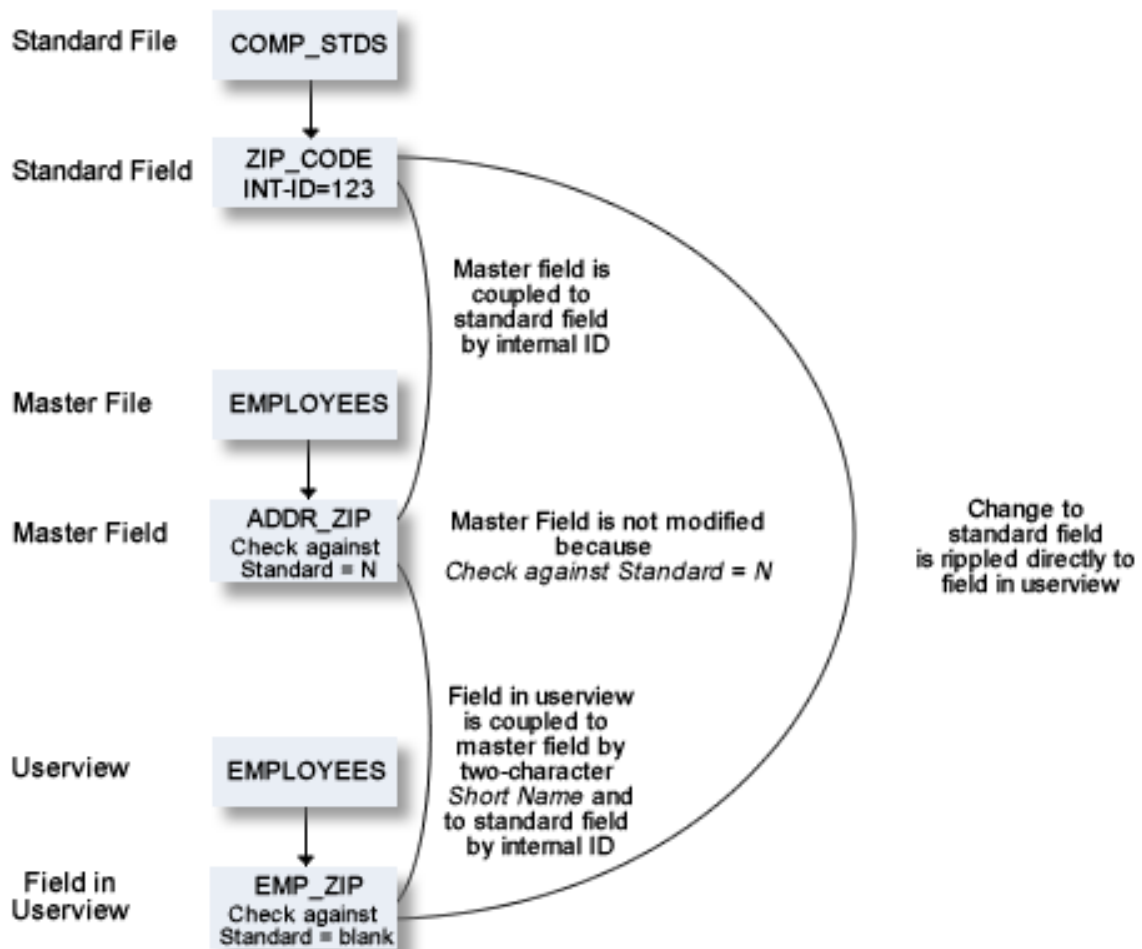 Standard File
COMP_STDS
Standard Field
ZIP_CODE
INT-ID=123
Master field is
coupled to
standard field
by internal ID
Master File
EMPLOYEES
Master Field
ADDR_ZIP
Check against
Standard = N
Master Field is not modified
because
Check against Standard = N
Change to
standard field
is rippled directly to
field in userview
Field in userview
is coupled to
master field by
two-character
Short Name and
to standard field
by internal ID
Userview
EMPLOYEES
Field in
Userview
EMP_ZIP
Check against
Standard = blank